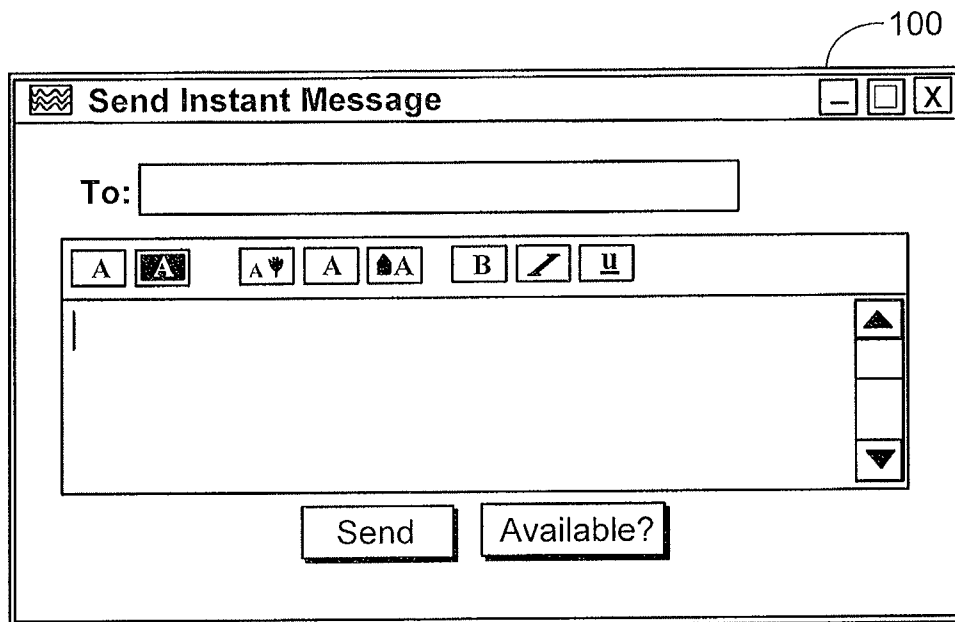 100
Send Instant Message X
To:
A A A A A B I u
Send Available?